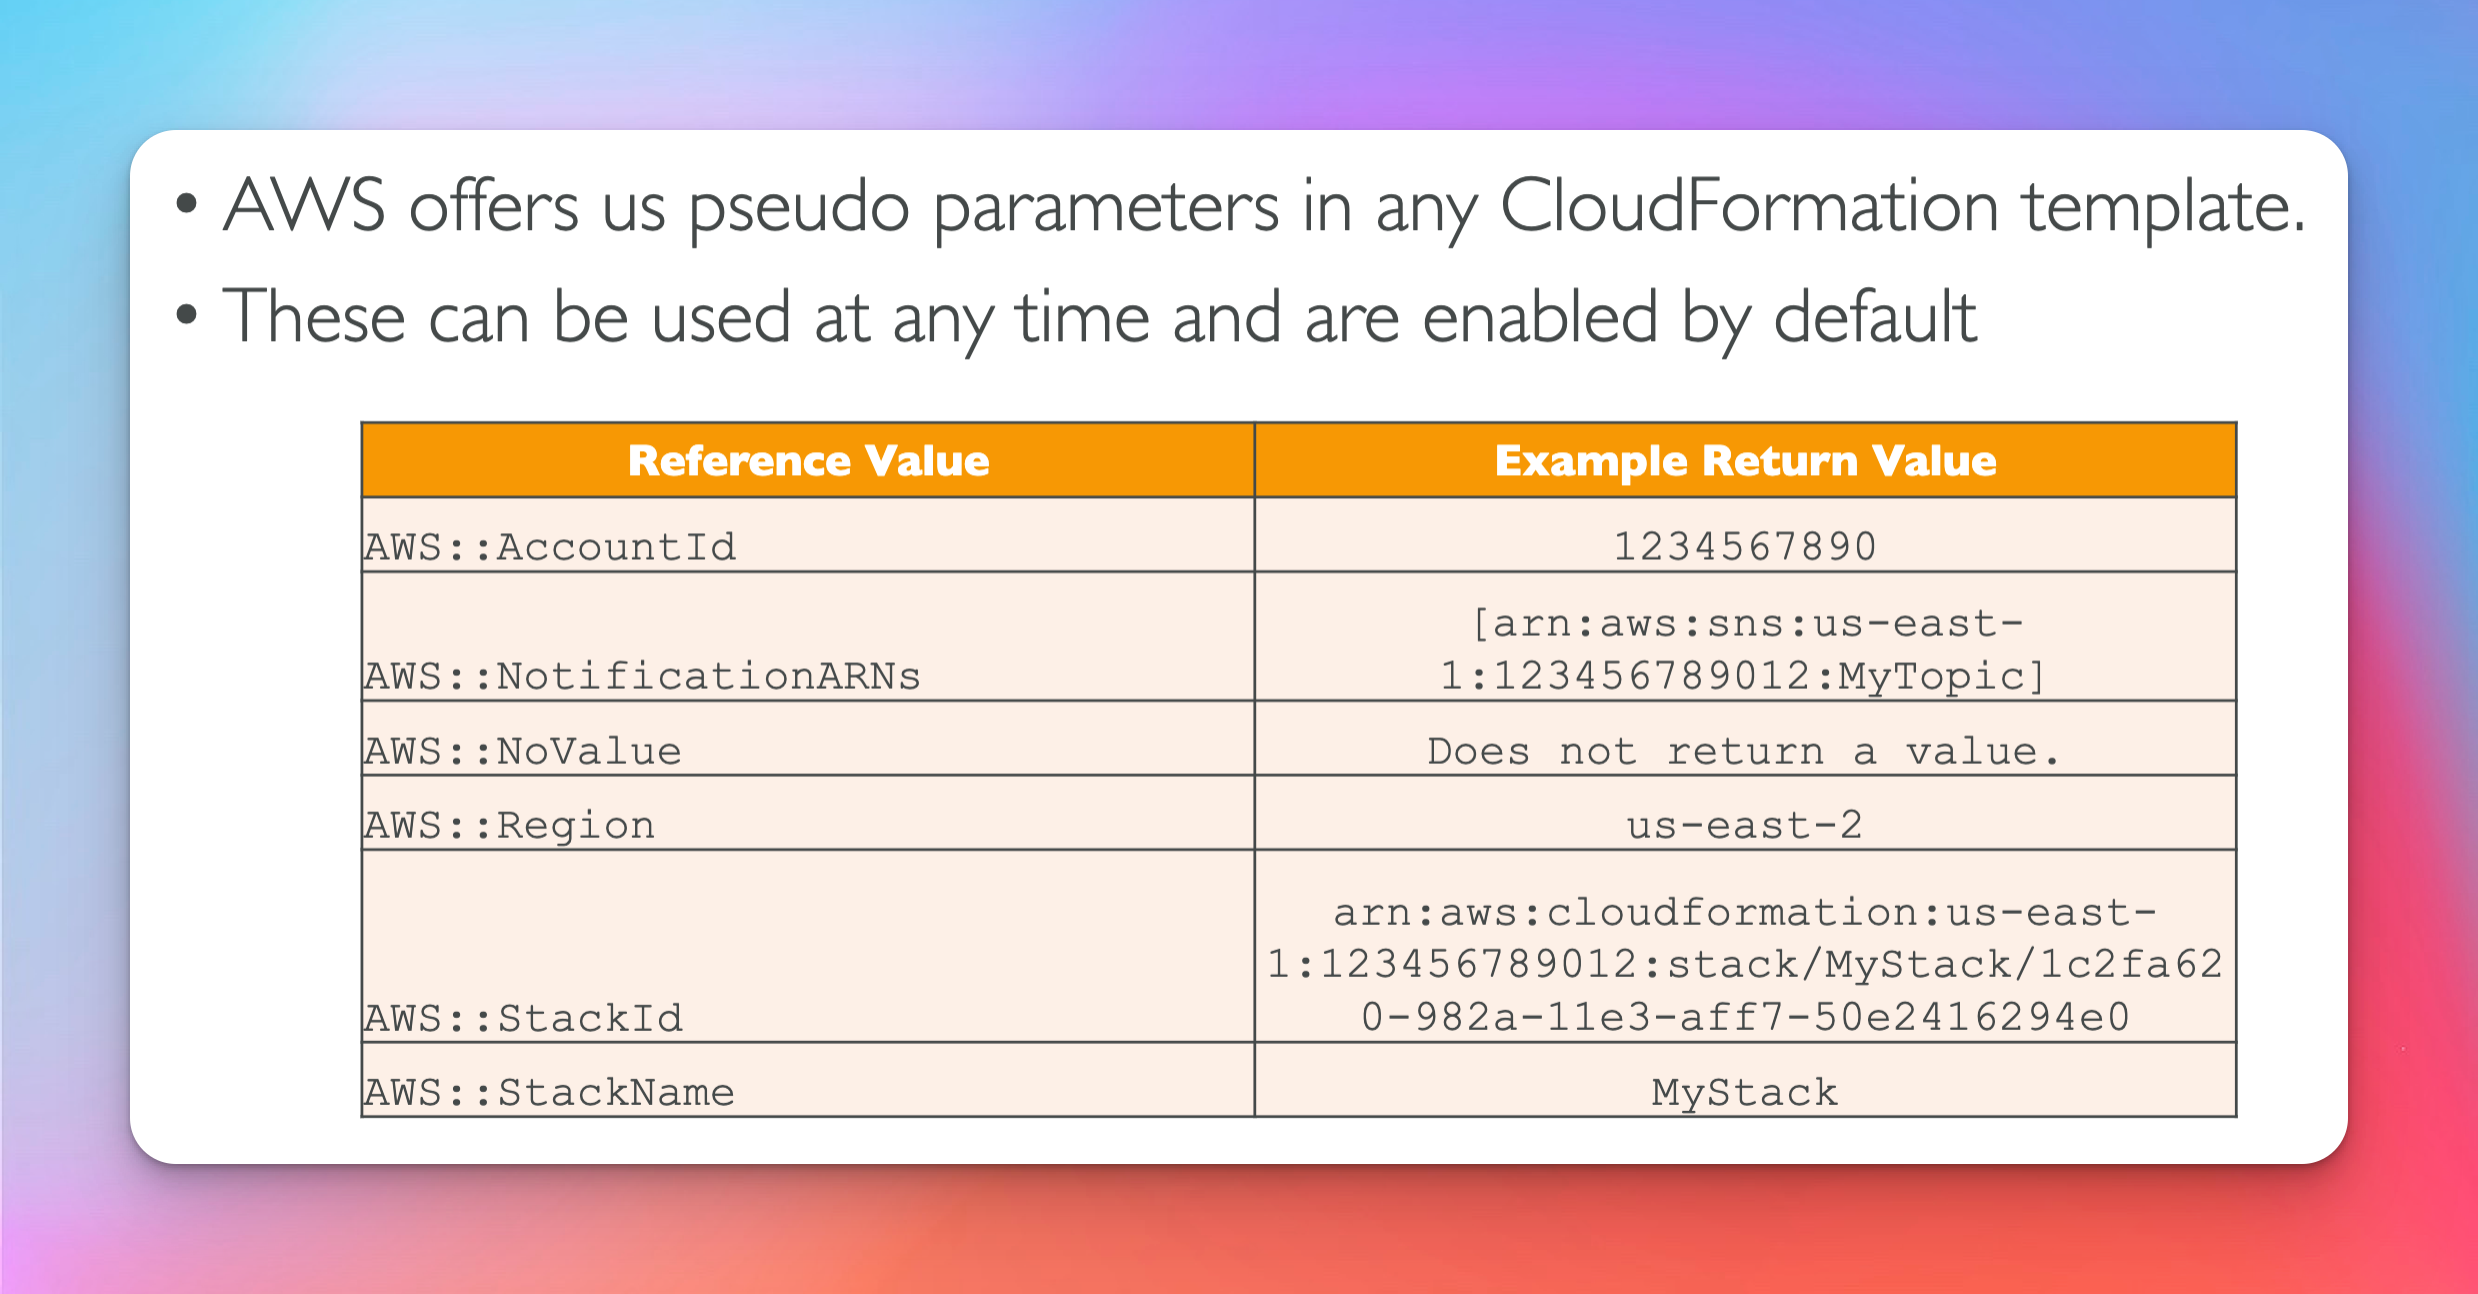 • AWS offers us pseudo parameters in any CloudFormation template.
• These can be used at any time and are enabled by default
Reference Value Example Return Value
AWS::AccountId 1234567890
[arn:aws:sns:us-east-
AWS::NotificationARNs 1:123456789012:MyTopic]
AWS::NoValue Does not return a value.
AWS::Region us-east-2
arn:aws:cloudformation:us-east-
1:123456789012:stack/MyStack/1c2fa62
AWS::StackId 0-982a-11e3-aff7-50e2416294e0
AWS::StackName MyStack